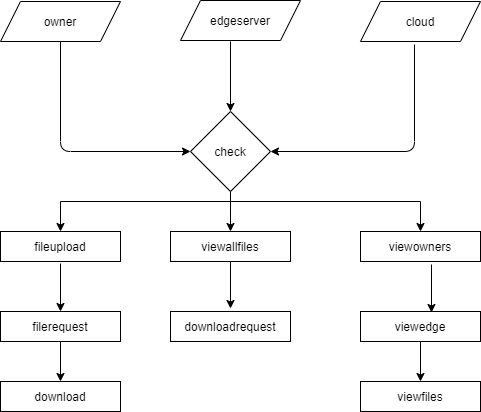 owner
edgeserver
cloud
check
fileupload
viewallfiles
viewowners
filerequest
downloadrequest
viewedge
download
viewfiles